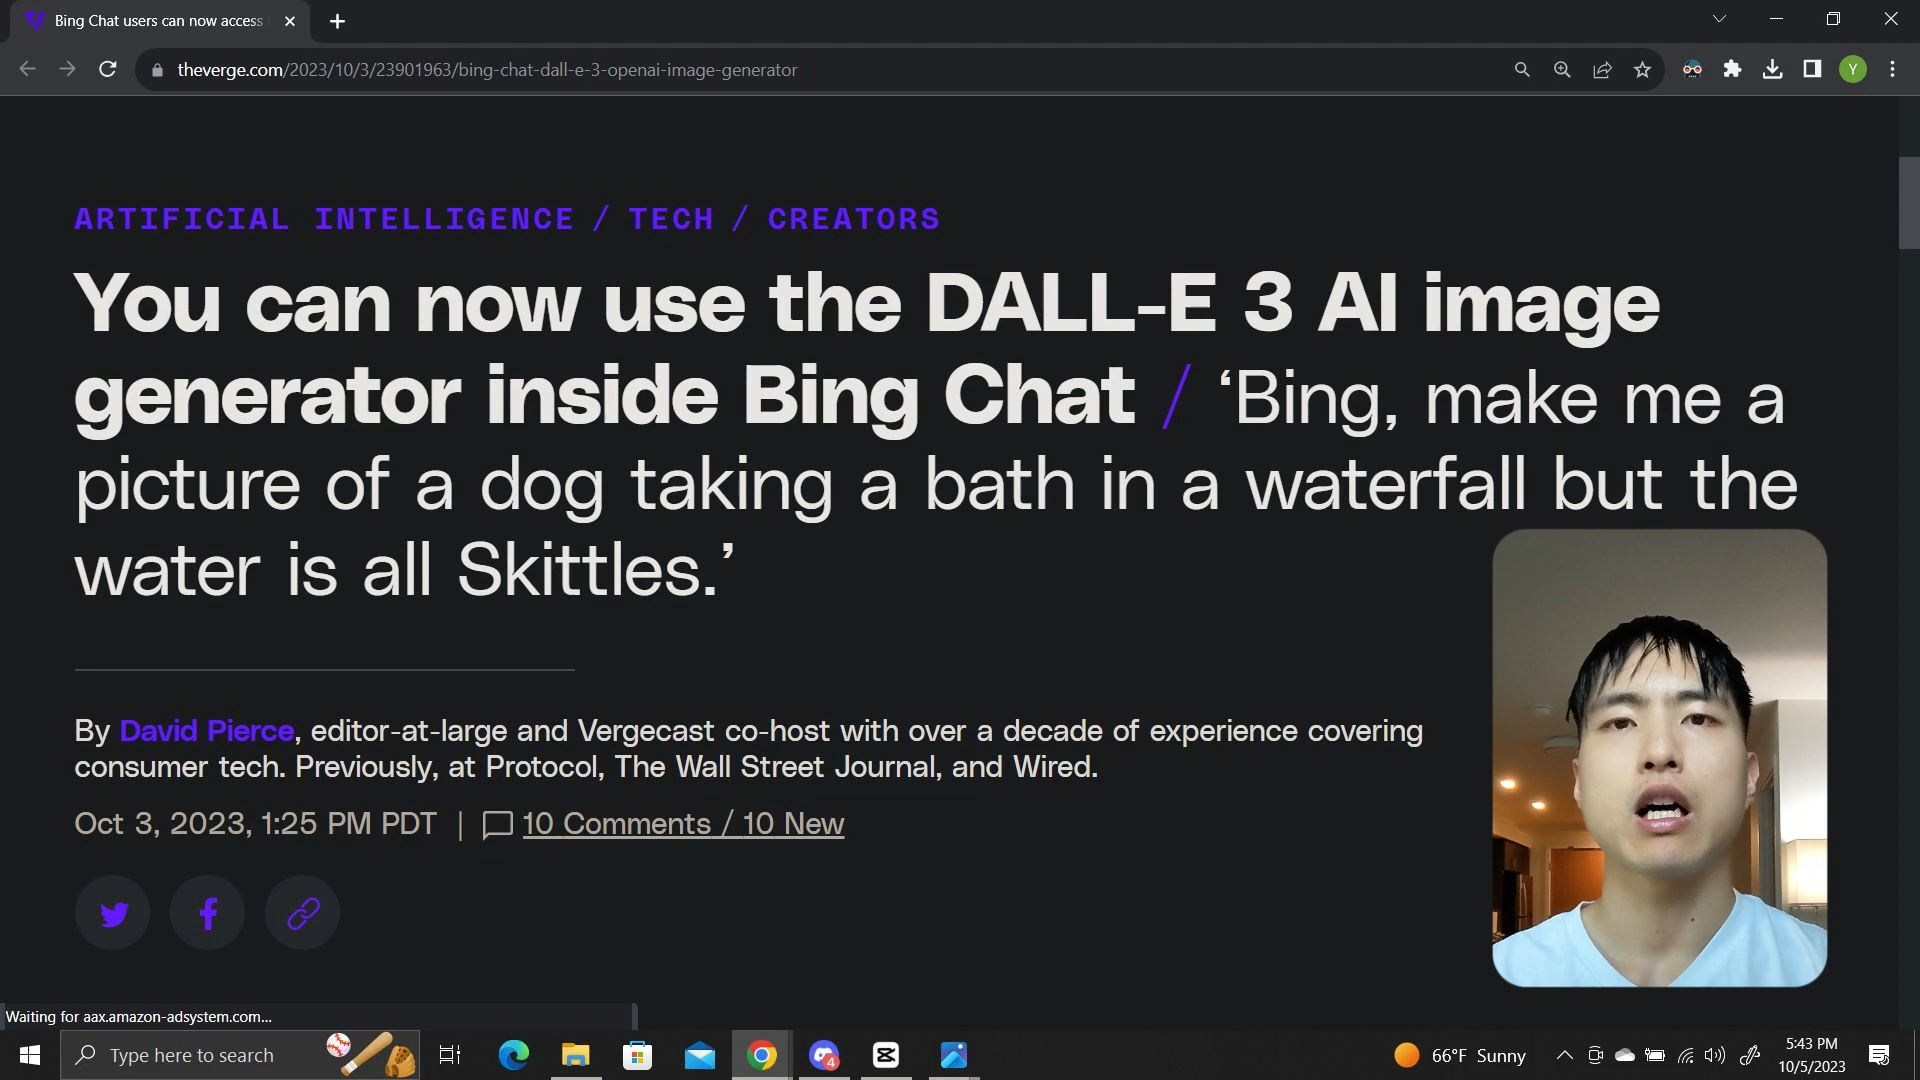 Bing Chat users can now access
theverge.com/2023/10/3/23901963/bing-chat-dall-e-3-openai-image-generator
Y
ARTIFICIAL INTELLIGENCE / TECH / CREATORS
You can now use the DALL-E 3 AI image
generator inside Bing Chat / ‘Bing, make me a
picture of a dog taking a bath in a waterfall but the
water is all Skittles.’
By David Pierce, editor-at-large and Vergecast co-host with over a decade of experience covering
consumer tech. Previously, at Protocol, The Wall Street Journal, and Wired.
Oct 3, 2023, 1:25 PM PDT | 10 Comments / 10 New
Waiting for aax.amazon-adsystem.com...
Type here to search
4
66°F Sunny
5:43 PM
10/5/2023